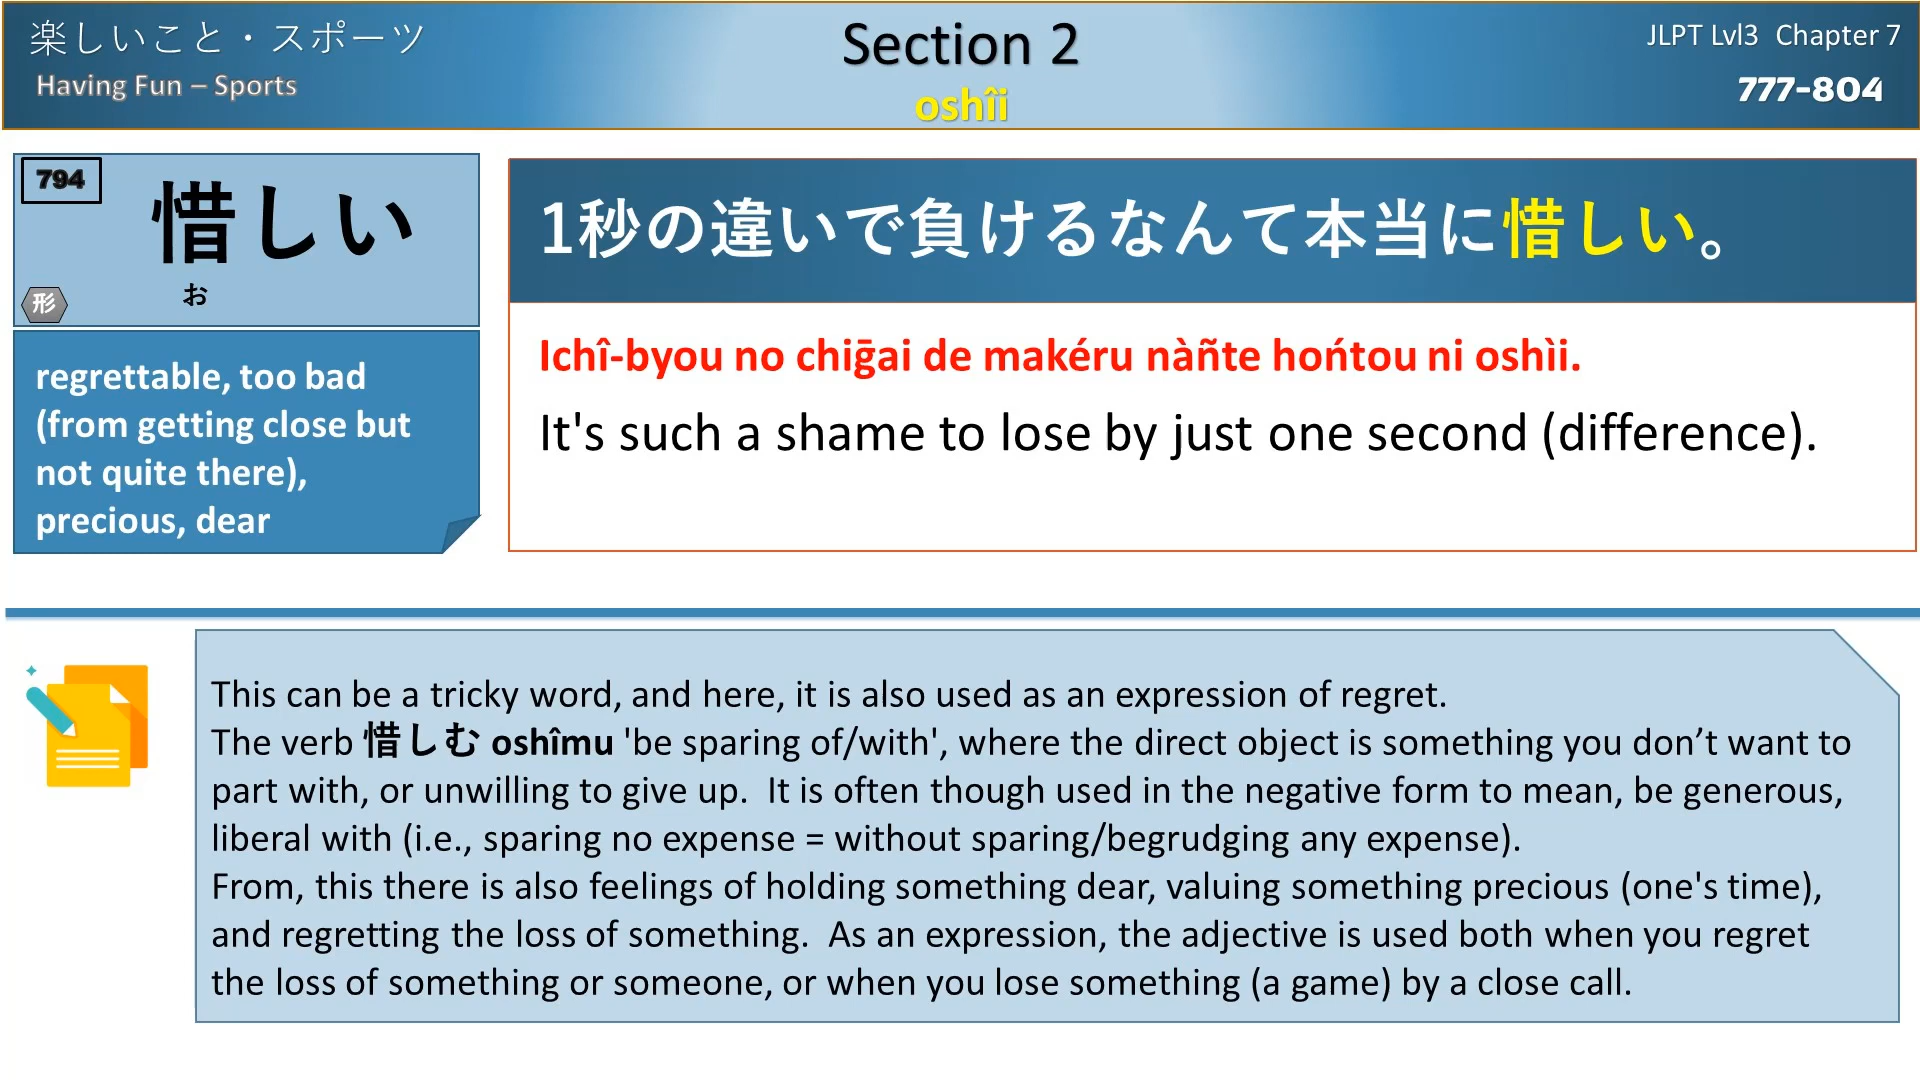 楽しいこと・スポーツ
Having Fun – Sports
Section 2
oshîi
JLPT Lvl3  Chapter 7
777-804
794
惜しい
お
形
regrettable, too bad
(from getting close but
not quite there),
precious, dear
1秒の違いで負けるなんて本当に惜しい。
Ichî-byou no chiḡai de makéru nàñte hońtou ni oshìi.
It's such a shame to lose by just one second (difference).
This can be a tricky word, and here, it is also used as an expression of regret.
The verb 惜しむ oshîmu 'be sparing of/with', where the direct object is something you don’t want to
part with, or unwilling to give up.  It is often though used in the negative form to mean, be generous,
liberal with (i.e., sparing no expense = without sparing/begrudging any expense).
From, this there is also feelings of holding something dear, valuing something precious (one's time),
and regretting the loss of something.  As an expression, the adjective is used both when you regret
the loss of something or someone, or when you lose something (a game) by a close call.